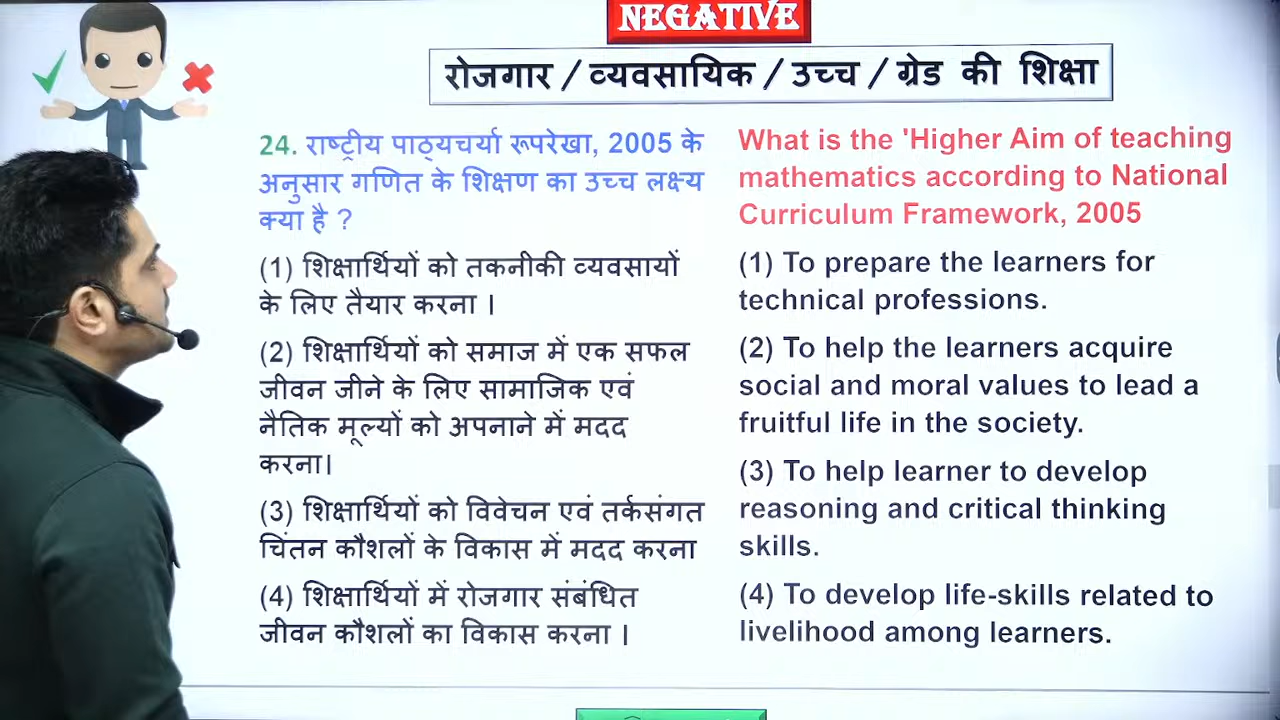 NEGATIVE
रोजगार / व्यवसायिक / उच्च / ग्रेड की शिक्षा
24. राष्ट्रीय पाठ्यचर्या रूपरेखा, 2005 के
अनुसार गणित के शिक्षण का उच्च लक्ष्य
क्या है ?
(1) शिक्षार्थियों को तकनीकी व्यवसायों
के लिए तैयार करना ।
(2) शिक्षार्थियों को समाज में एक सफल
जीवन जीने के लिए सामाजिक एवं
नैतिक मूल्यों को अपनाने में मदद
करना।
(3) शिक्षार्थियों को विवेचन एवं तर्कसंगत
चिंतन कौशलों के विकास में मदद करना
(4) शिक्षार्थियों में रोजगार संबंधित
जीवन कौशलों का विकास करना ।
What is the 'Higher Aim of teaching
mathematics according to National
Curriculum Framework, 2005
(1) To prepare the learners for
technical professions.
(2) To help the learners acquire
social and moral values to lead a
fruitful life in the society.
(3) To help learner to develop
reasoning and critical thinking
skills.
(4) To develop life-skills related to
livelihood among learners.